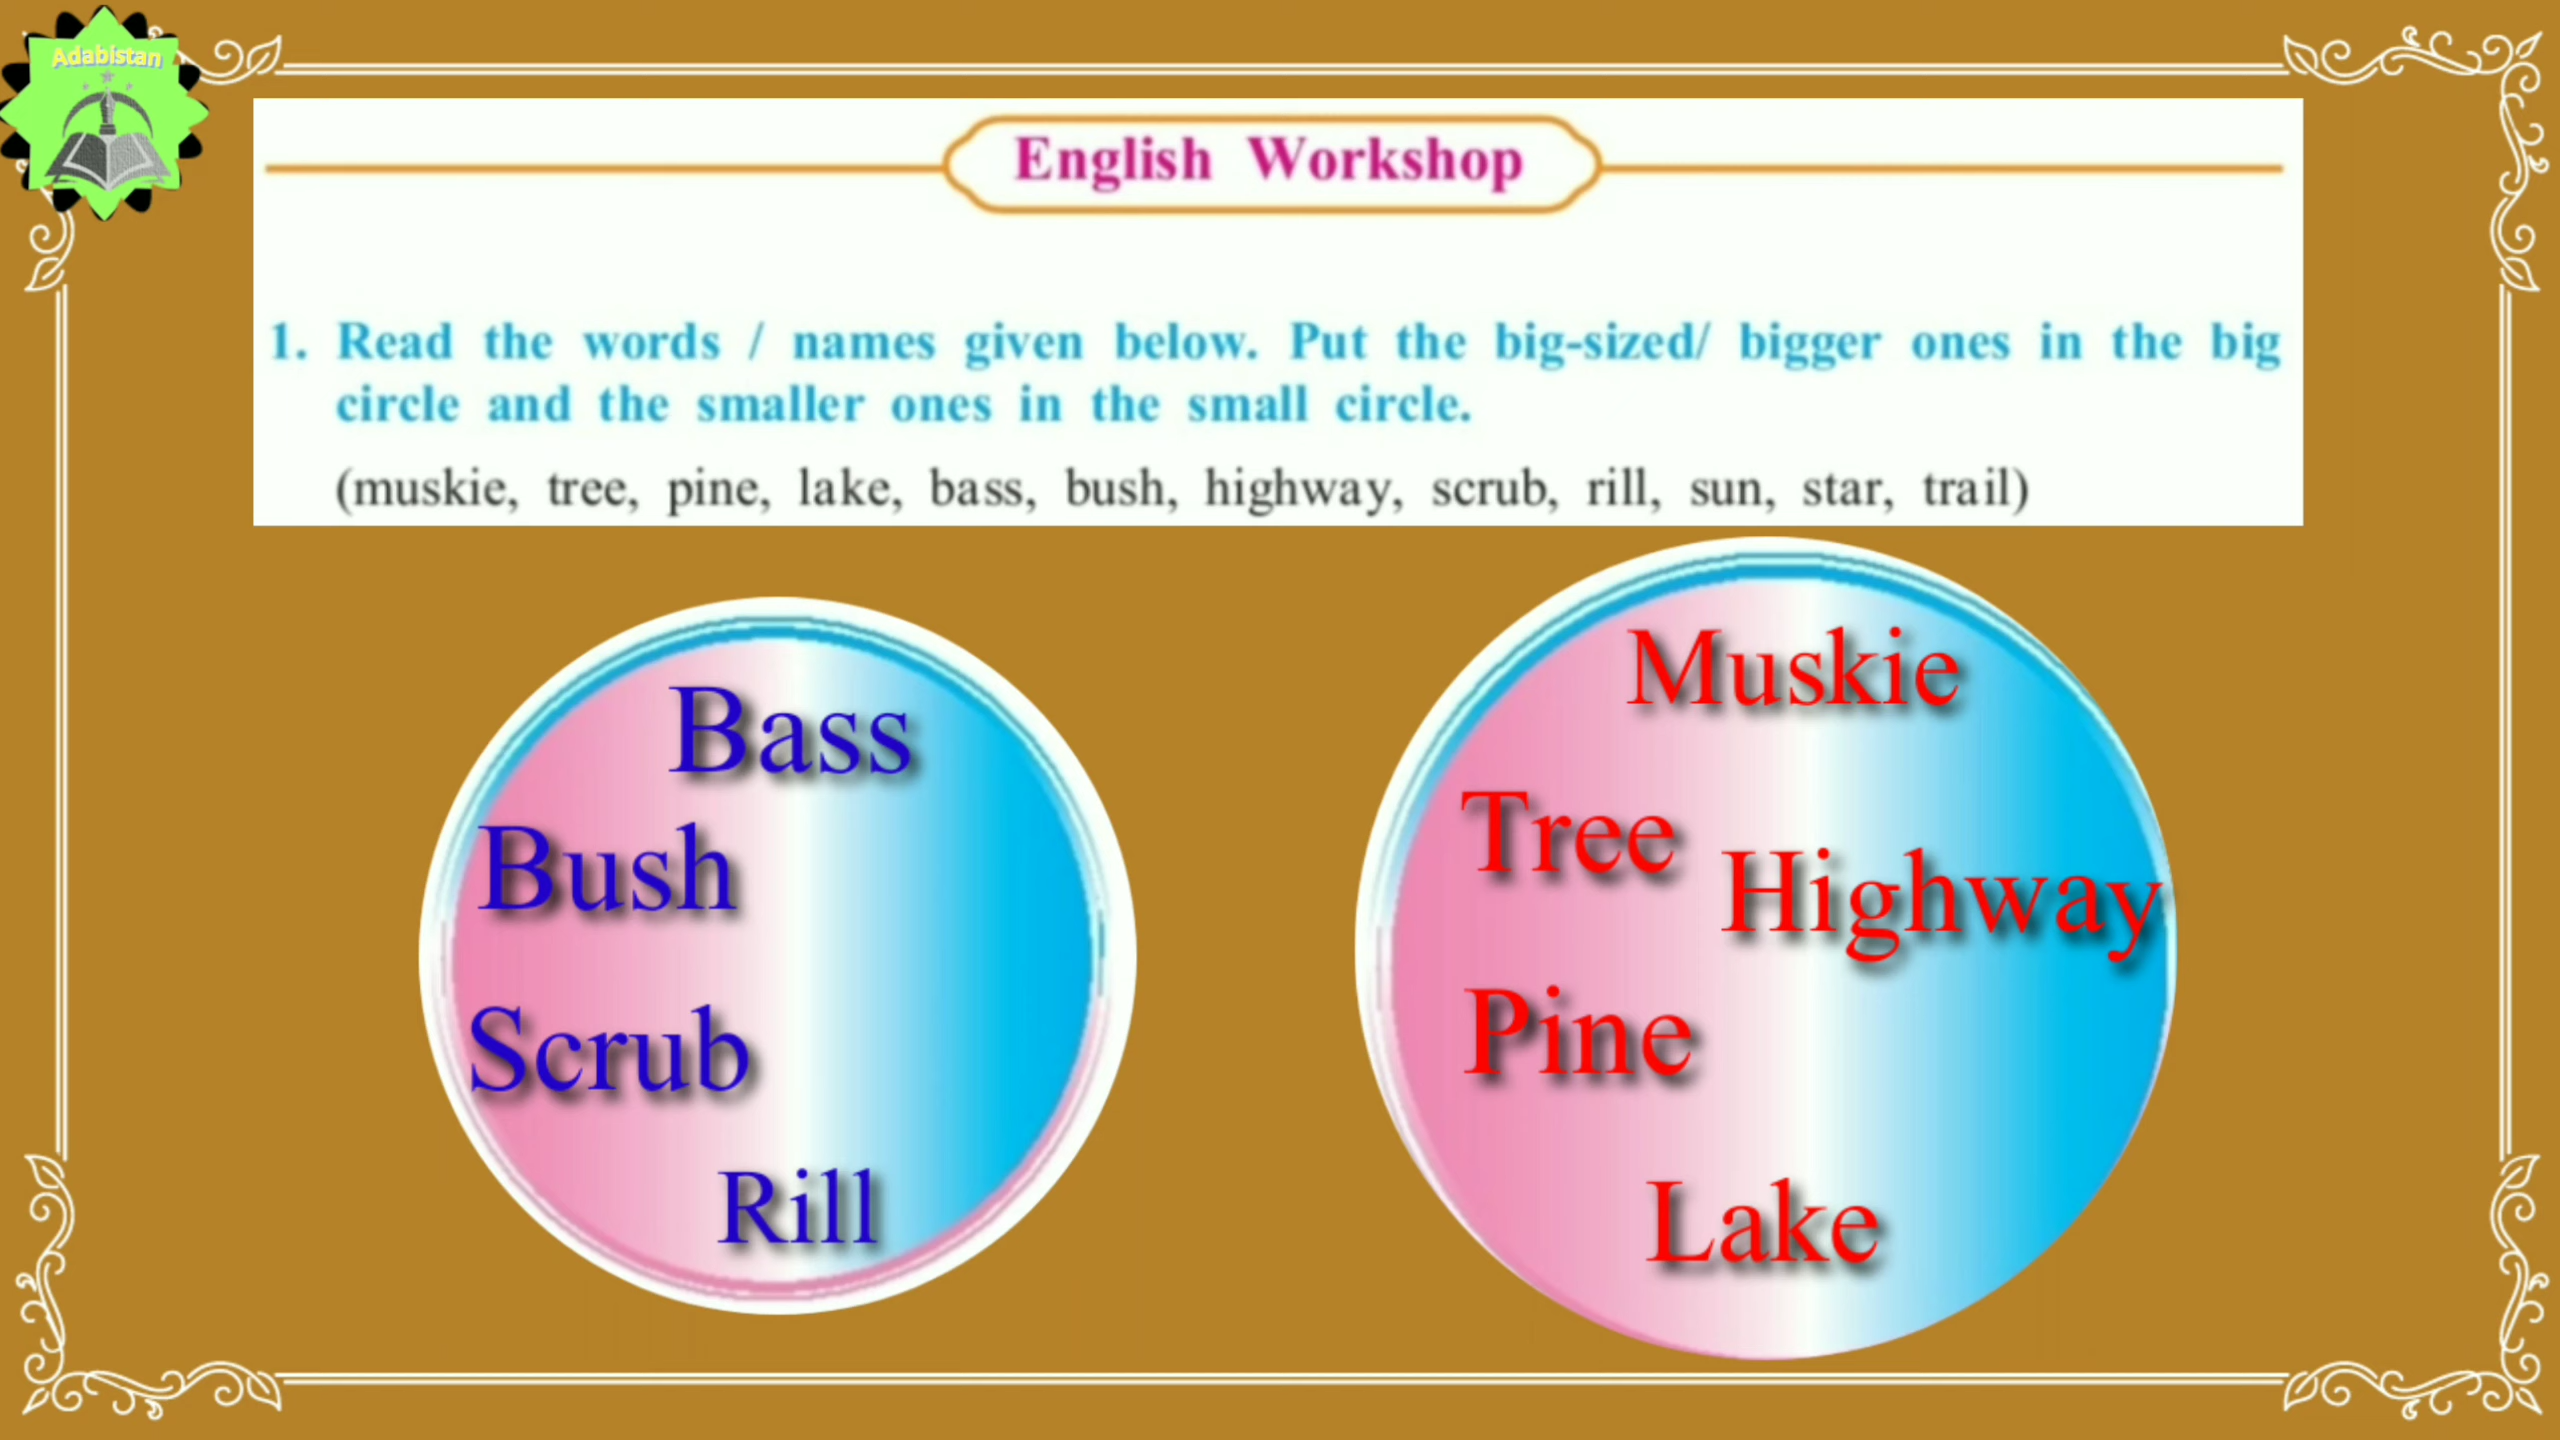 Adabistan
English Workshop
1. Read the words / names given below. Put the big-sized/ bigger ones in the big
circle and the smaller ones in the small circle.
(muskie, tree, pine, lake, bass, bush, highway, scrub, rill, sun, star, trail)
Bass
Bush
Scrub
Rill
Muskie
Tree
Highway
Pine
Lake